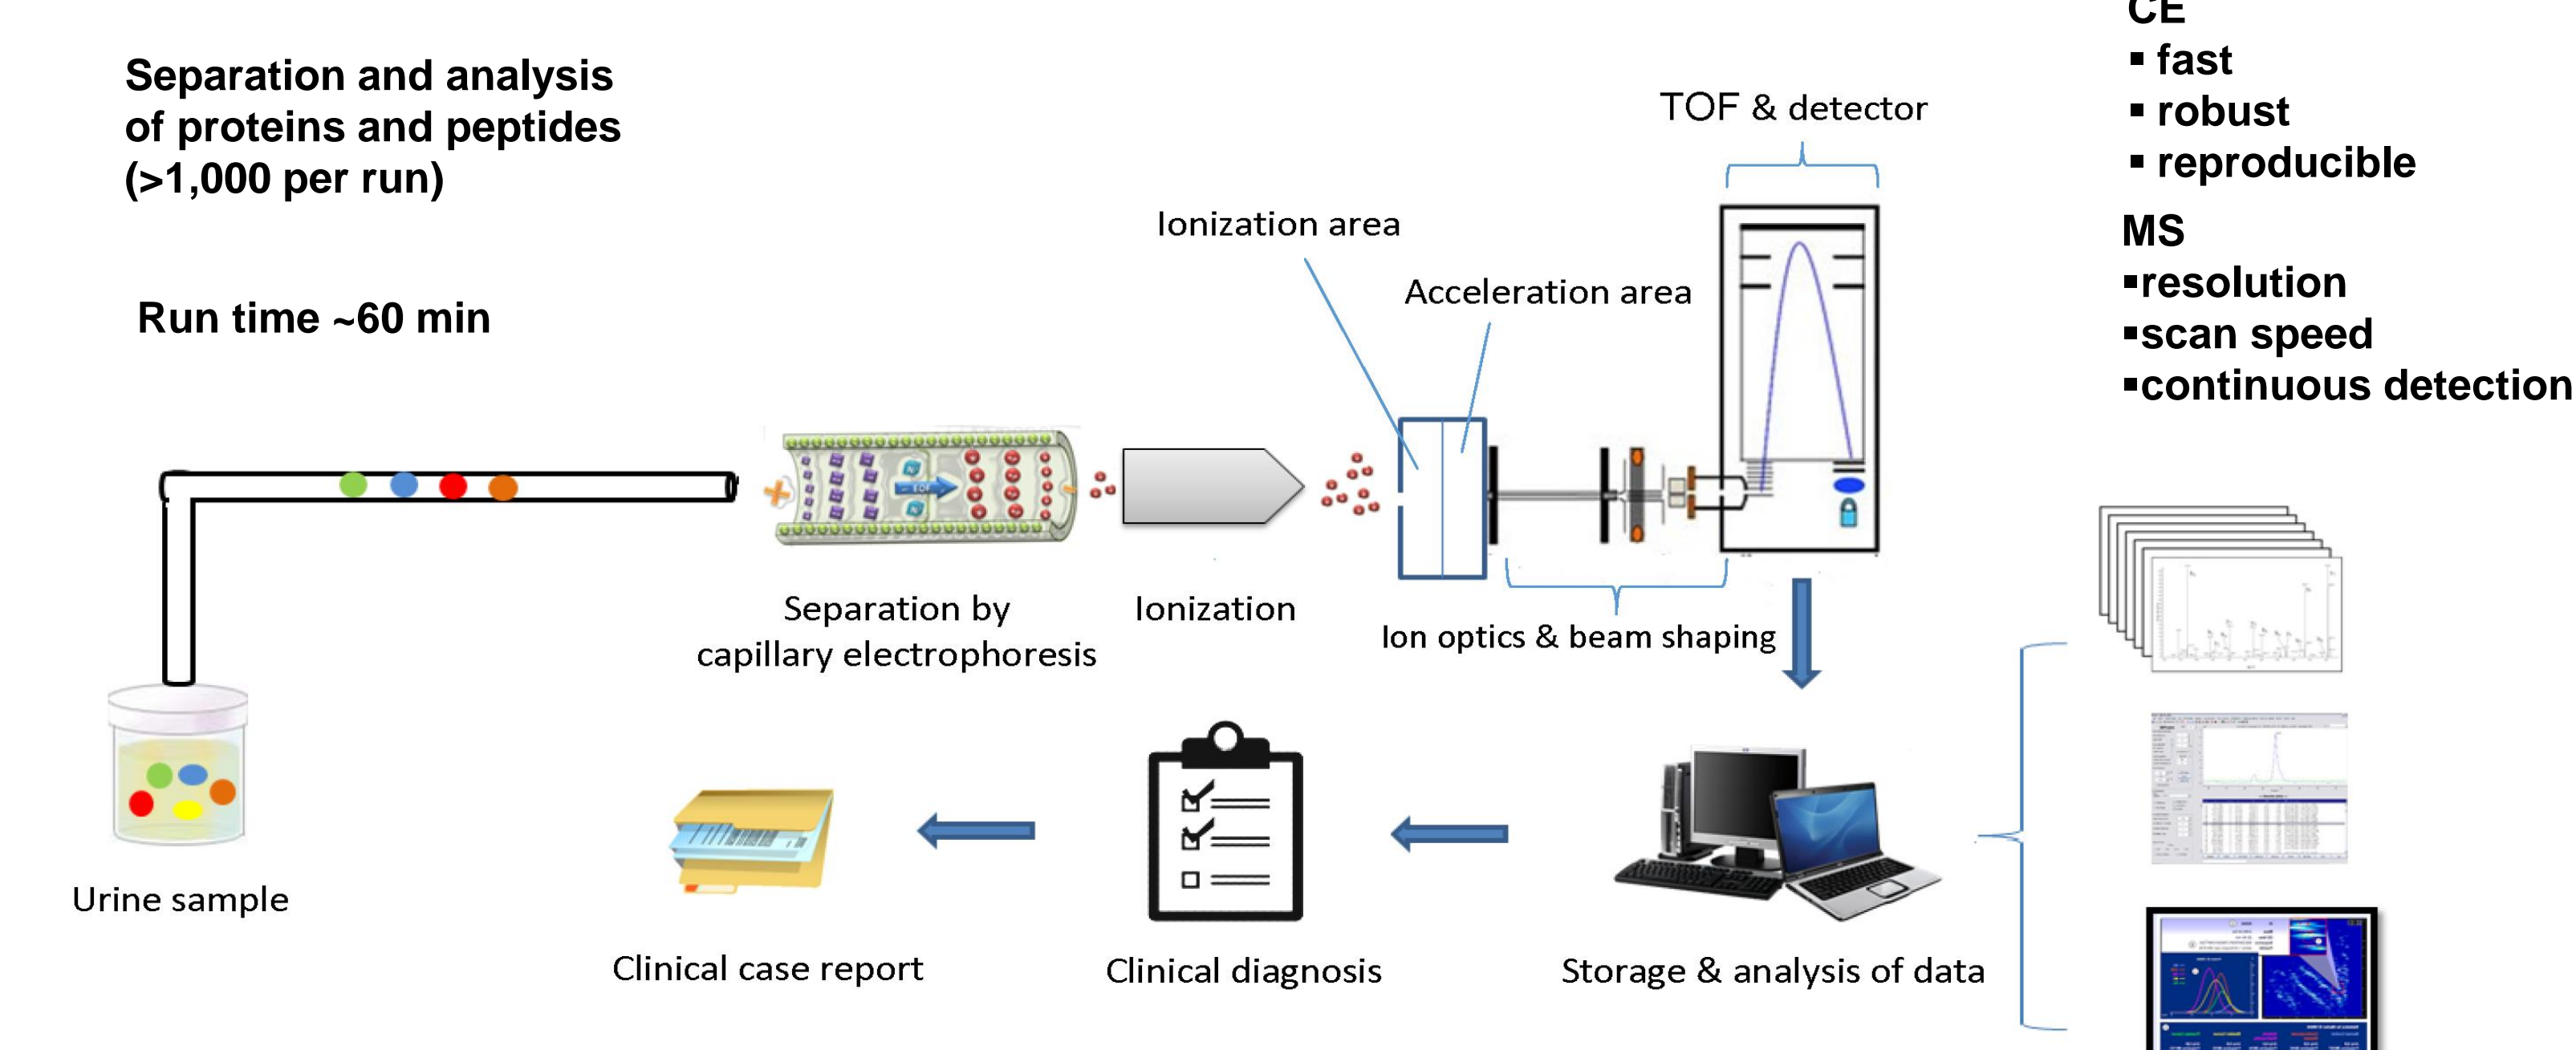 Separation and analysis
of proteins and peptides
(>1,000 per run)
Run time ~60 min
CE
▪ fast
▪ robust
▪ reproducible
MS
▪resolution
▪scan speed
▪continuous detection
TOF & detector
Ionization area
Acceleration area
Separation by
capillary electrophoresis
Ionization
Ion optics & beam shaping
Urine sample
Clinical case report
Clinical diagnosis
Storage & analysis of data